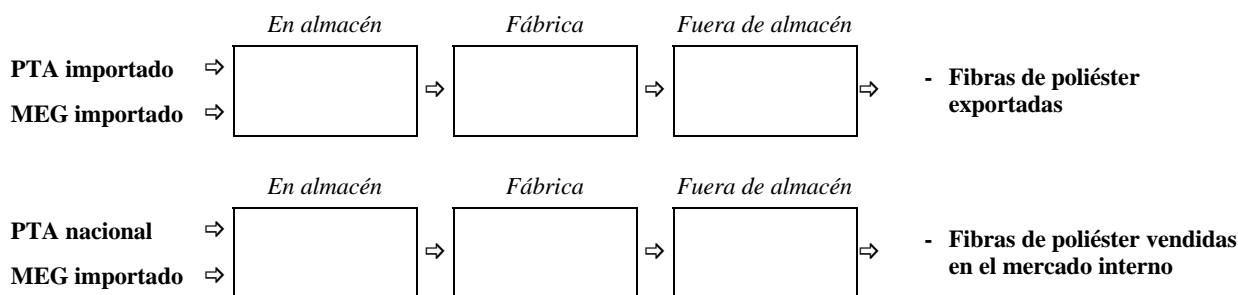 En almacén Fábrica Fuera de almacén
PTA importado ⇨
MEG importado ⇨
⇨ ⇨ ⇨
- Fibras de poliéster
exportadas
En almacén Fábrica Fuera de almacén
PTA nacional ⇨
MEG importado ⇨
⇨ ⇨ ⇨
- Fibras de poliéster vendidas
en el mercado interno